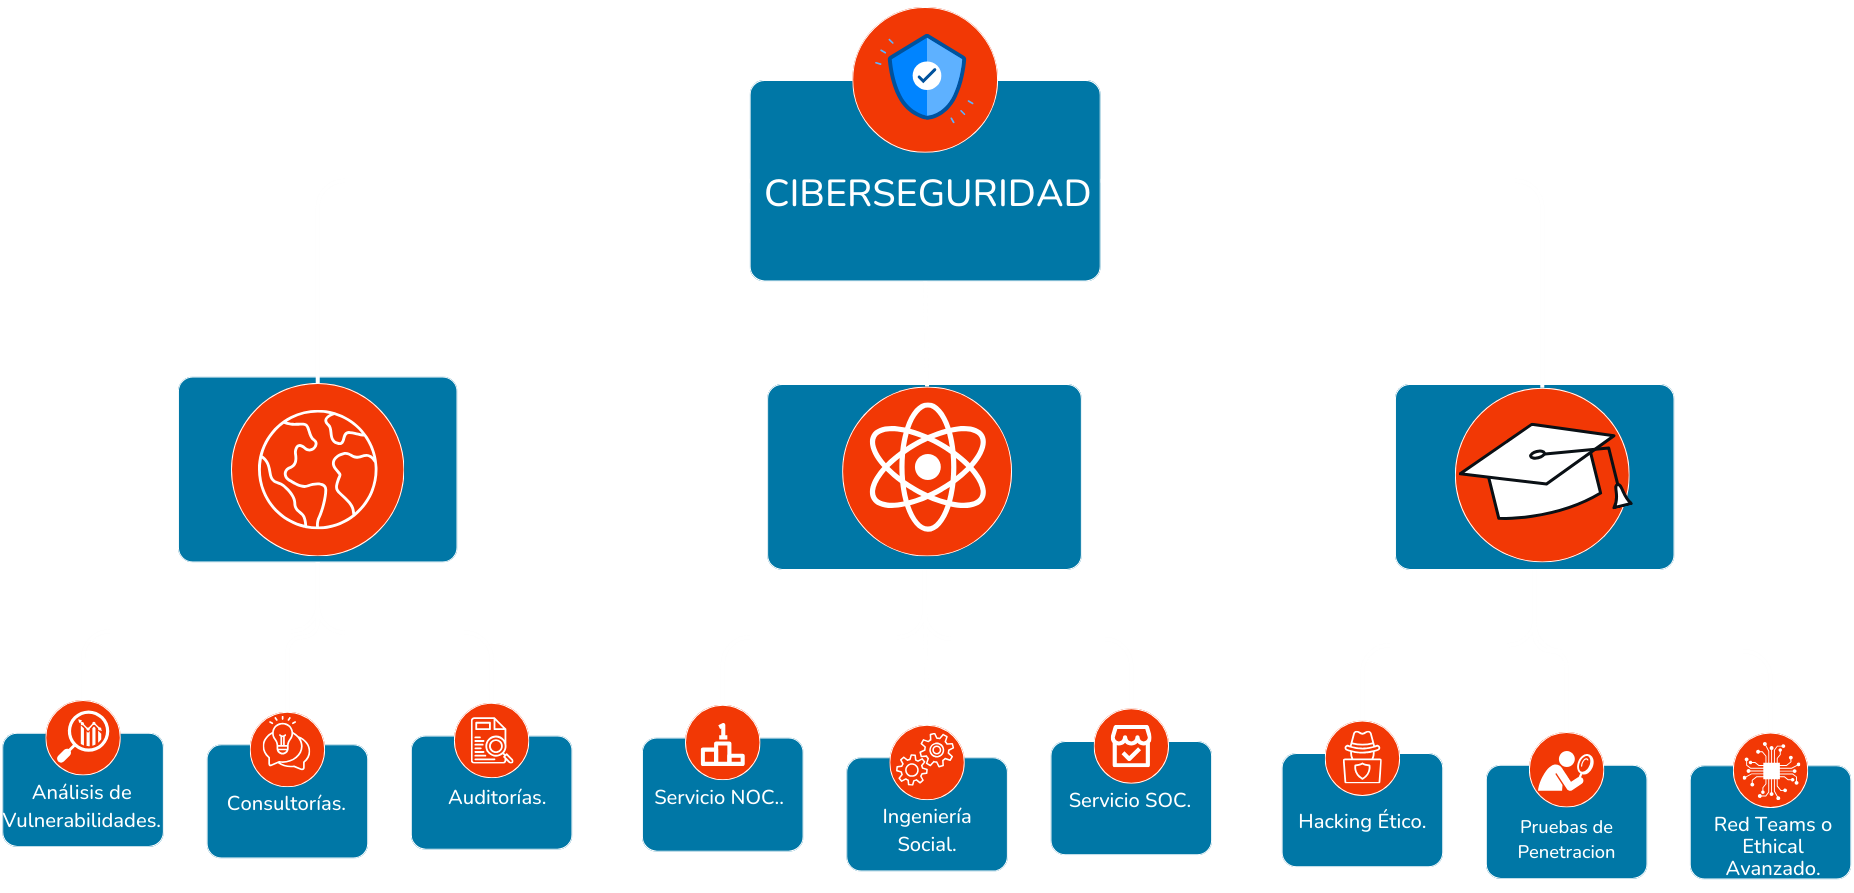 CIBERSEGURIDAD
Análisis de
Vulnerabilidades.
Consultorías.
Auditorías.
Servicio NOC..
Ingeniería
Social.
Servicio SOC.
Hacking Ético.
Pruebas de
Penetracion
Red Teams o
Ethical
Avanzado.